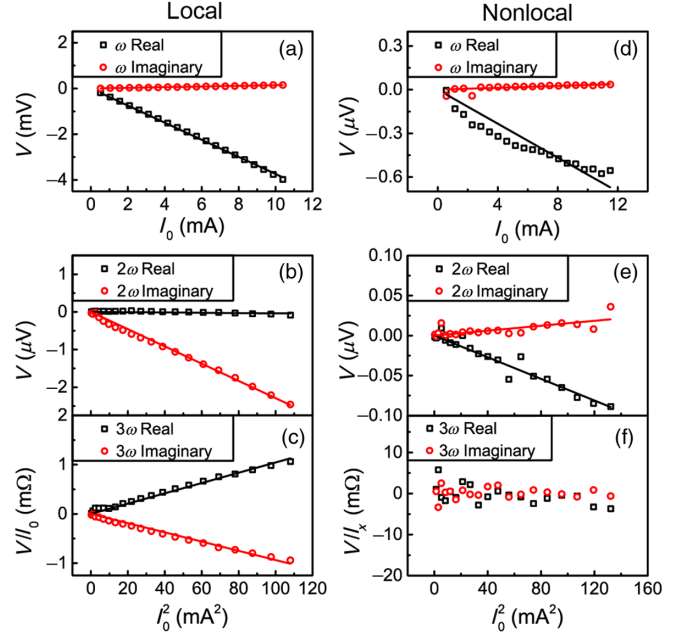 Local
Nonlocal
2
0
−2
−4
V (mV)
ω Real
ω Imaginary
(a)
0 2 4 6 8 10 12
I₀ (mA)
0.3
0.0
−0.3
−0.6
V (μV)
ω Real
ω Imaginary
(d)
0 4 8 12
I₀ (mA)
1
0
−1
−2
V (μV)
2ω Real
2ω Imaginary
(b)
0.10
0.05
0.00
−0.05
−0.10
V (μV)
2ω Real
2ω Imaginary
(e)
2
1
0
−1
V/I₀ (mΩ)
3ω Real
3ω Imaginary
(c)
0 20 40 60 80 100 120
I₀² (mA²)
10
0
−10
−20
V/Iₓ (mΩ)
3ω Real
3ω Imaginary
(f)
0 40 80 120 160
I₀² (mA²)